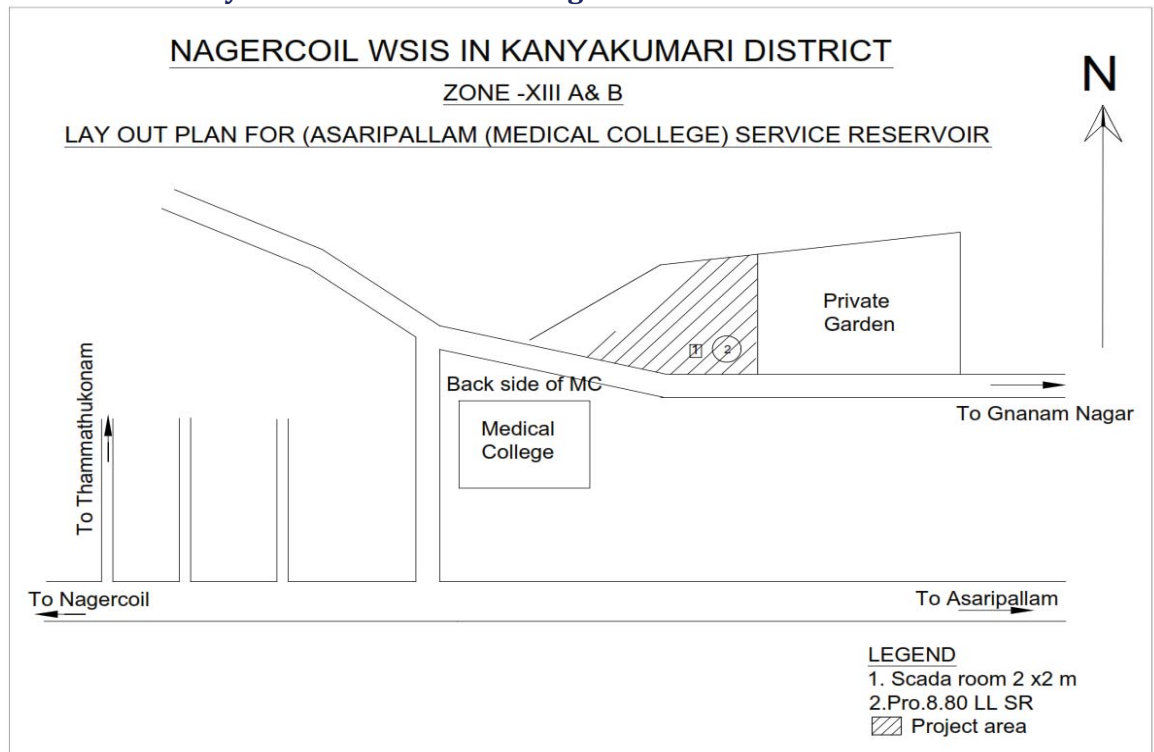 NAGERCOIL WSIS IN KANYAKUMARI DISTRICT
ZONE -XIII A& B
LAY OUT PLAN FOR (ASARIPALLAM (MEDICAL COLLEGE) SERVICE RESERVOIR
N
Private
Garden
1
2
Back side of MC
To Gnanam Nagar
Medical
College
To Thammathukonam
To Nagercoil
To Asaripallam
LEGEND
1. Scada room 2 x2 m
2.Pro.8.80 LL SR
Project area